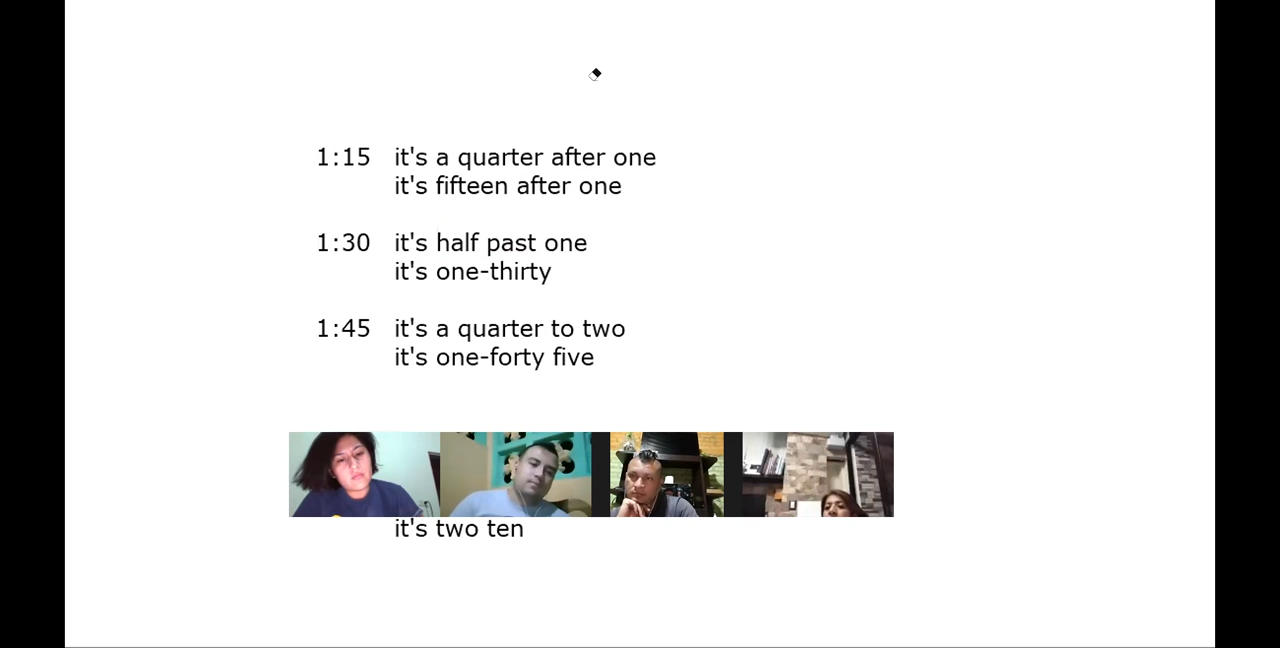 1:15 it's a quarter after one
it's fifteen after one
1:30 it's half past one
it's one-thirty
1:45 it's a quarter to two
it's one-forty five
it's two ten